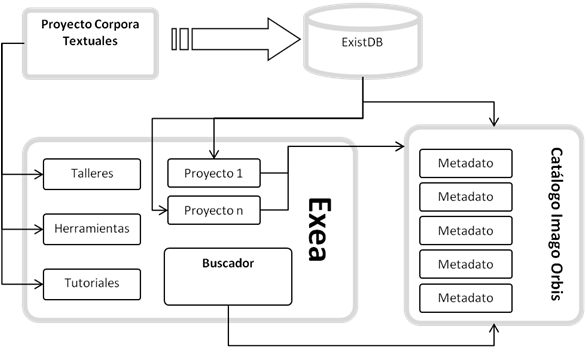 Proyecto Corpora
Textuales
ExistDB
Talleres
Herramientas
Tutoriales
Proyecto 1
Proyecto n
Buscador
Exea
Metadato
Metadato
Metadato
Metadato
Metadato
Catálogo Imago Orbis